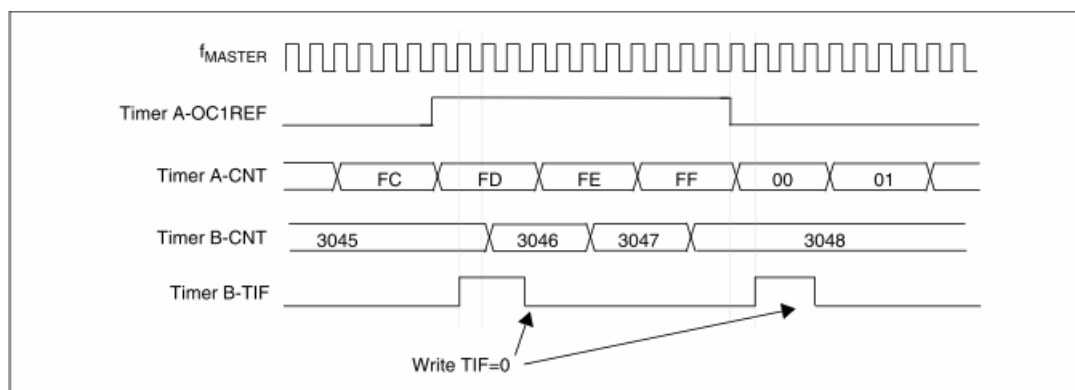 fMASTER
Timer A-OC1REF
Timer A-CNT FC FD FE FF 00 01
Timer B-CNT 3045 3046 3047 3048
Timer B-TIF
Write TIF=0